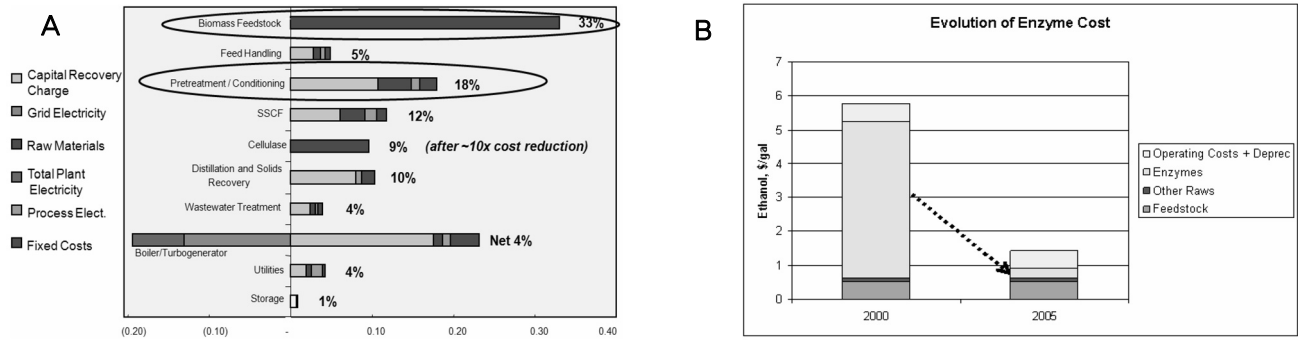 A
Capital Recovery
Charge
Grid Electricity
Raw Materials
Total Plant
Electricity
Process Elect.
Fixed Costs
Biomass Feedstock
33%
Feed Handling
5%
Pretreatment / Conditioning
18%
SSCF
12%
Cellulase
9% (after ~10x cost reduction)
Distillation and Solids
Recovery
10%
Wastewater Treatment
4%
Boiler/Turbogenerator
Net 4%
Utilities
4%
Storage
1%
(0.20) (0.10) - 0.10 0.20 0.30 0.40
B
Evolution of Enzyme Cost
Ethanol, $/gal
7
6
5
4
3
2
1
0
2000 2005
Operating Costs + Deprec
Enzymes
Other Raws
Feedstock